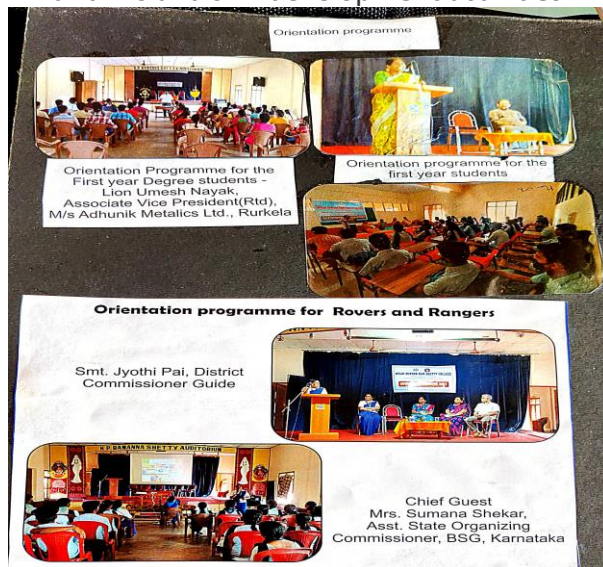 Orientation programme
Orientation Programme for the
First year Degree students -
Lion Umesh Nayak,
Associate Vice President(Rtd),
M/s Adhunik Metalics Ltd., Rurkela
Orientation programme for the
first year students
Orientation programme for Rovers and Rangers
Smt. Jyothi Pai, District
Commissioner Guide
K.P. DAMANNA SHETTY AUDITORIUM
Chief Guest
Mrs. Sumana Shekar,
Asst. State Organizing
Commissioner, BSG, Karnataka